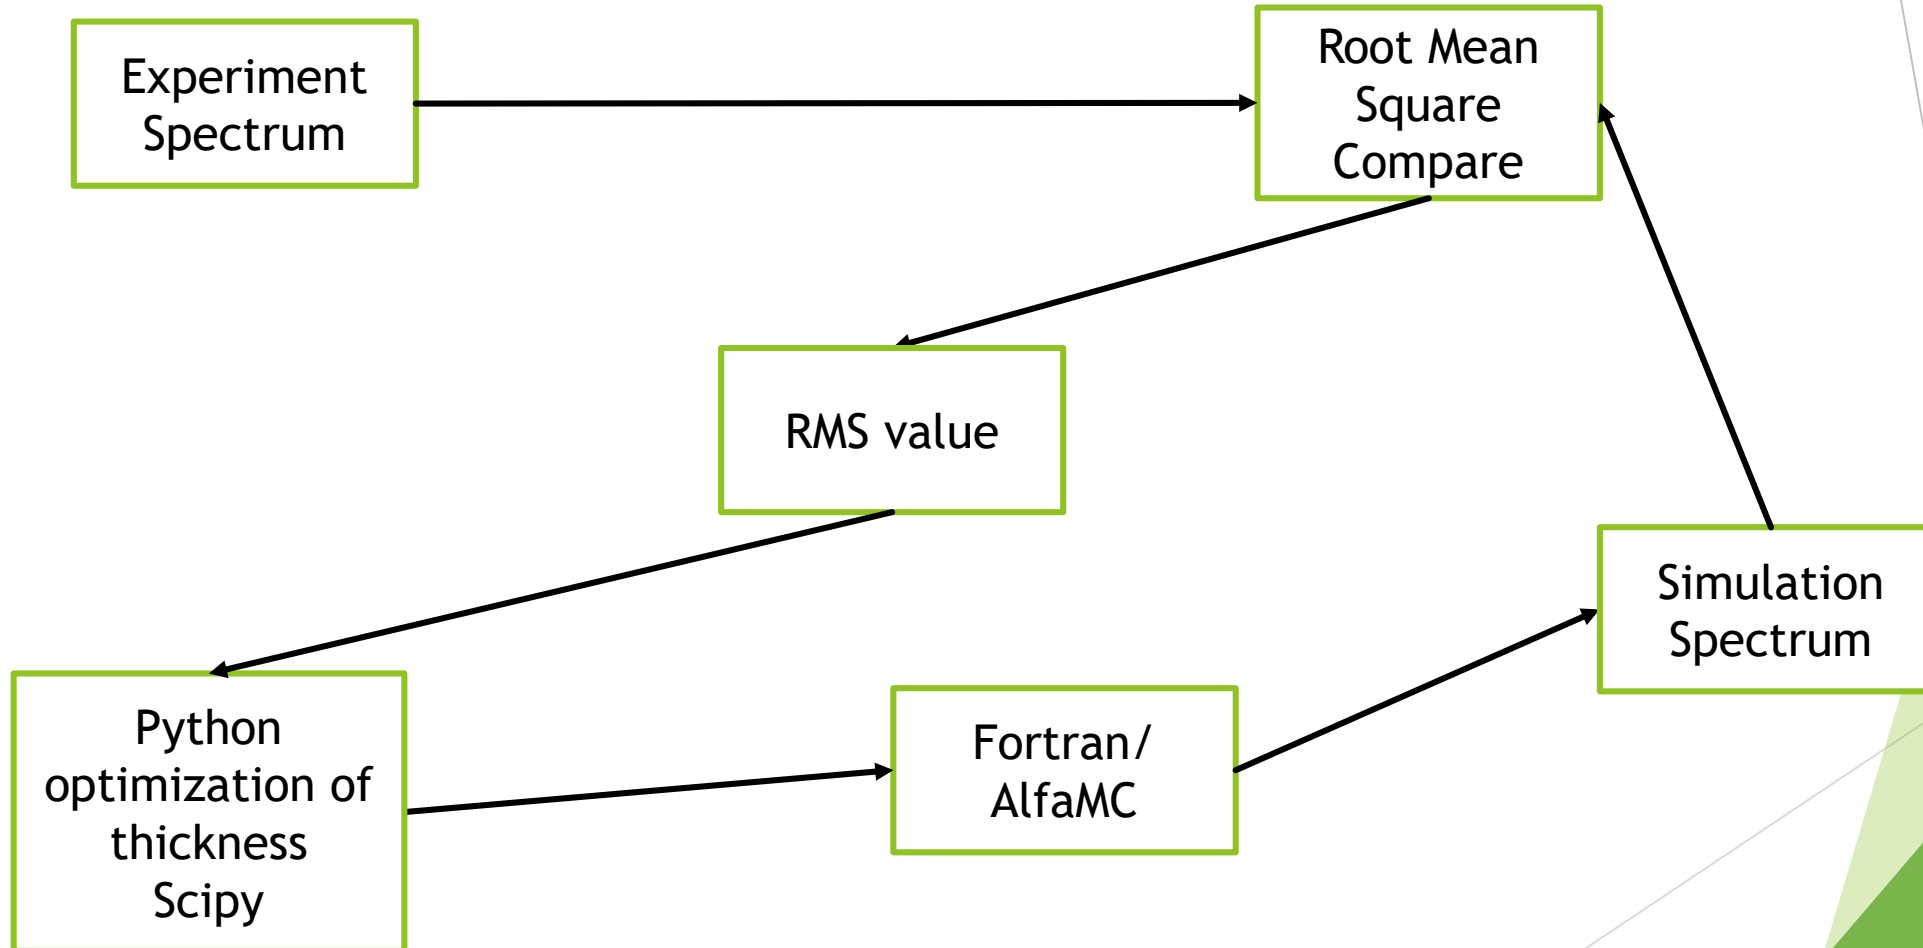 Experiment
Spectrum
Root Mean
Square
Compare
RMS value
Simulation
Spectrum
Python
optimization of
thickness
Scipy
Fortran/
AlfaMC